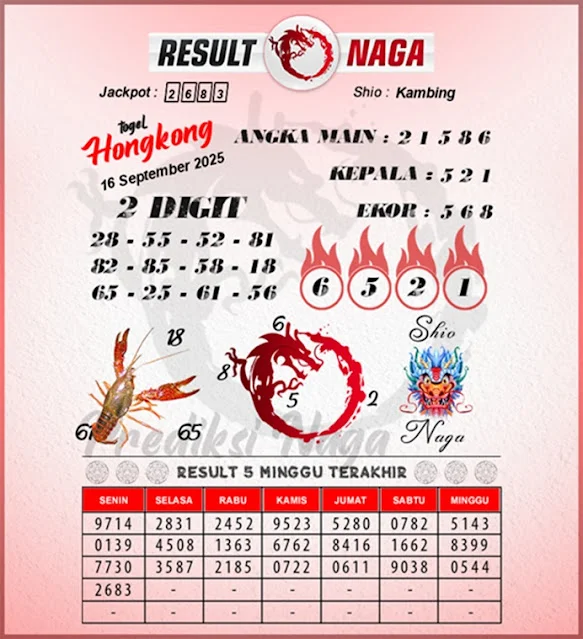 RESULT NAGA
Jackpot : 2683
Shio : Kambing
togel
Hongkong
16 September 2025
ANGKA MAIN : 2 1 5 8 6
KEPALA : 5 2 1
EKOR : 5 6 8
2 DIGIT
28 - 55 - 52 - 81
82 - 85 - 58 - 18
65 - 25 - 61 - 56
6 5 2 1
18
61
65
6
8
5
2
Shio
Naga
Prediksi Naga
RESULT 5 MINGGU TERAKHIR
SENIN SELASA RABU KAMIS JUMAT SABTU MINGGU
9714 2831 2452 9523 5280 0782 5143
0139 4508 1363 6762 8416 1662 8399
7730 3587 2185 0722 0611 9038 0544
2683 - - - - - -
- - - - - - -